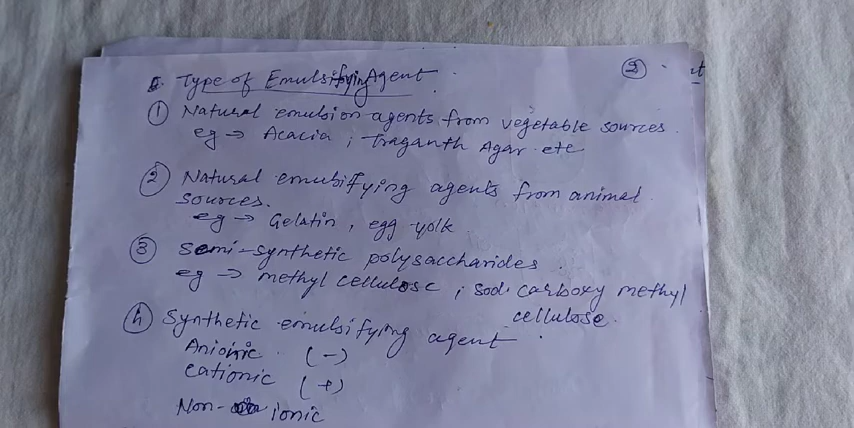 Type of Emulsifying Agent.
②
① Natural emulsion agents from vegetable sources.
eg → Acacia, Traganth Agar etc
② Natural emulsifying agents from animal
sources.
eg → Gelatin, egg yolk
③ Semi-synthetic polysaccharides.
eg → methyl cellulose, Sod. carboxy methyl
cellulose.
④ Synthetic emulsifying agent
Anionic (-)
Cationic (+)
Non- ionic